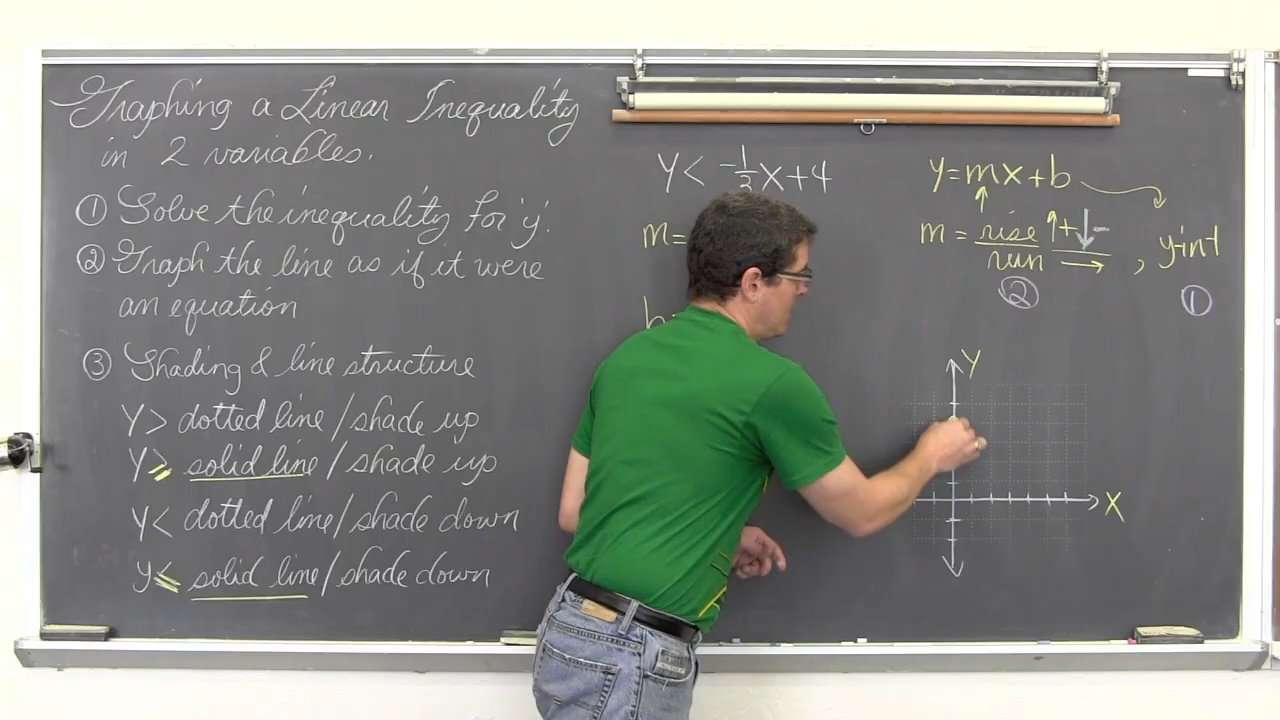 Graphing a Linear Inequality
in 2 variables.
① Solve the inequality for 'y'.
② Graph the line as if it were
an equation
③ Shading & line structure
Y> dotted line/shade up
Y≥ solid line/shade up
Y< dotted line/shade down
Y≤ solid line/shade down
Y< x+4
m=
b
y=mx+b
m = rise/run + - , y-int
② ①
Y
X